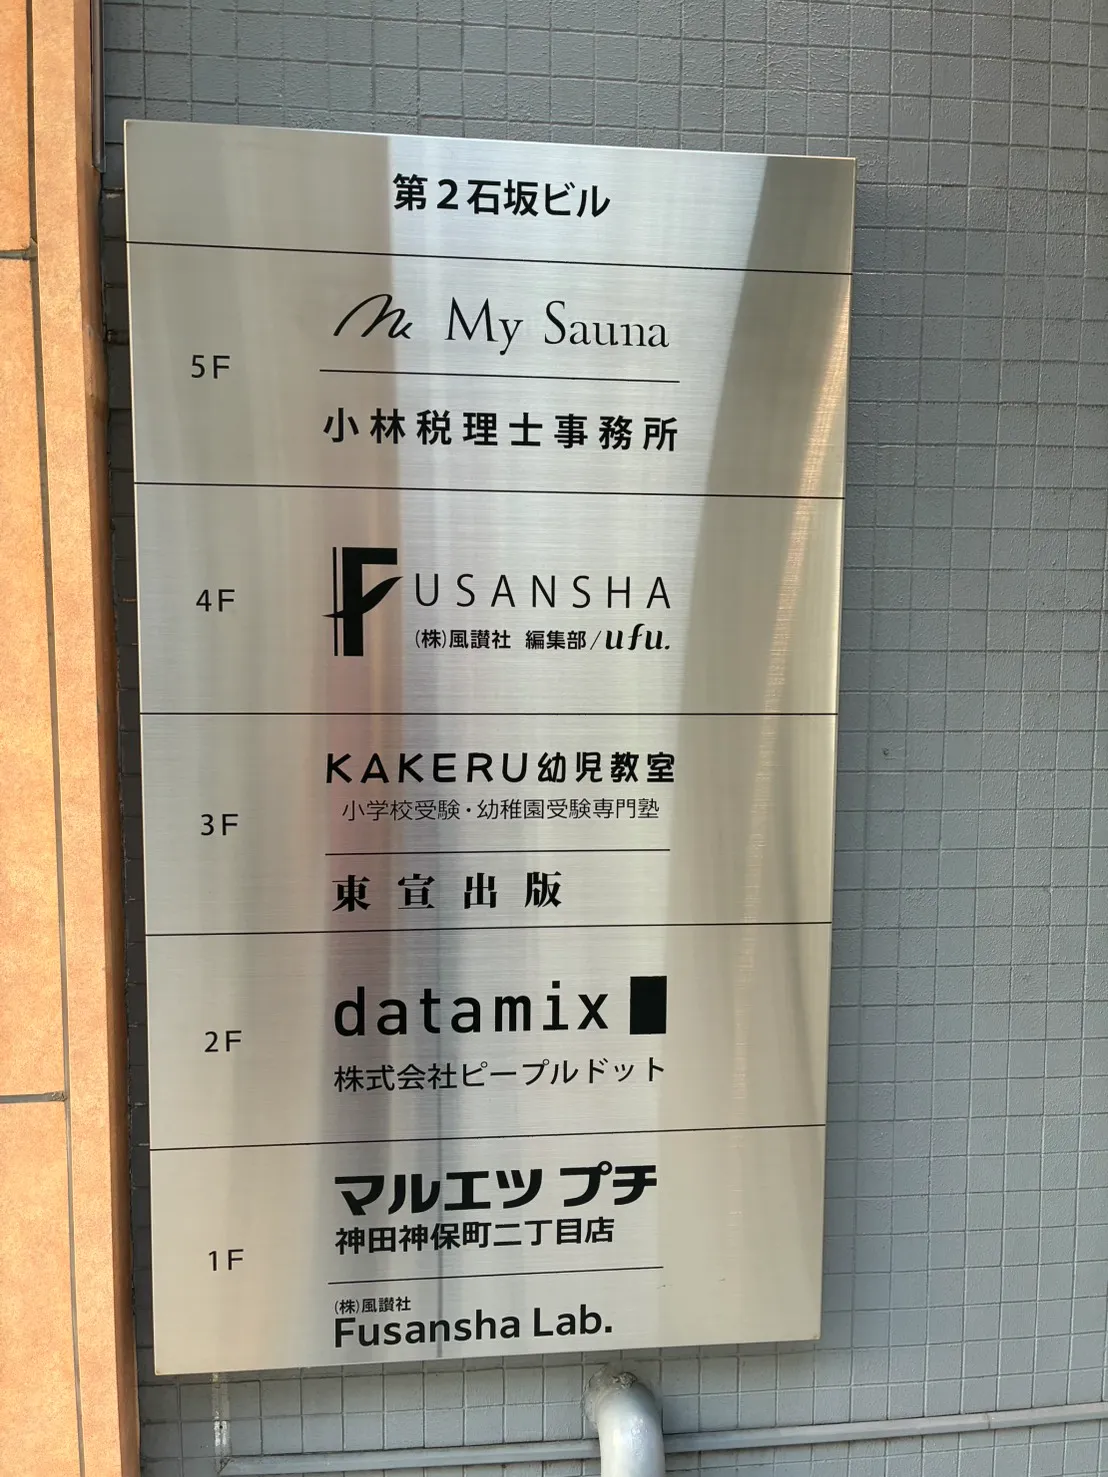 第2石坂ビル
5F
My Sauna
小林税理士事務所
4F
FUSANSHA
(株)風讃社 編集部/ufu.
3F
KAKERU幼児教室
小学校受験・幼稚園受験専門塾
東宣出版
2F
datamix
株式会社ピープルドット
1F
マルエツ プチ
神田神保町二丁目店
(株)風讃社
Fusansha Lab.